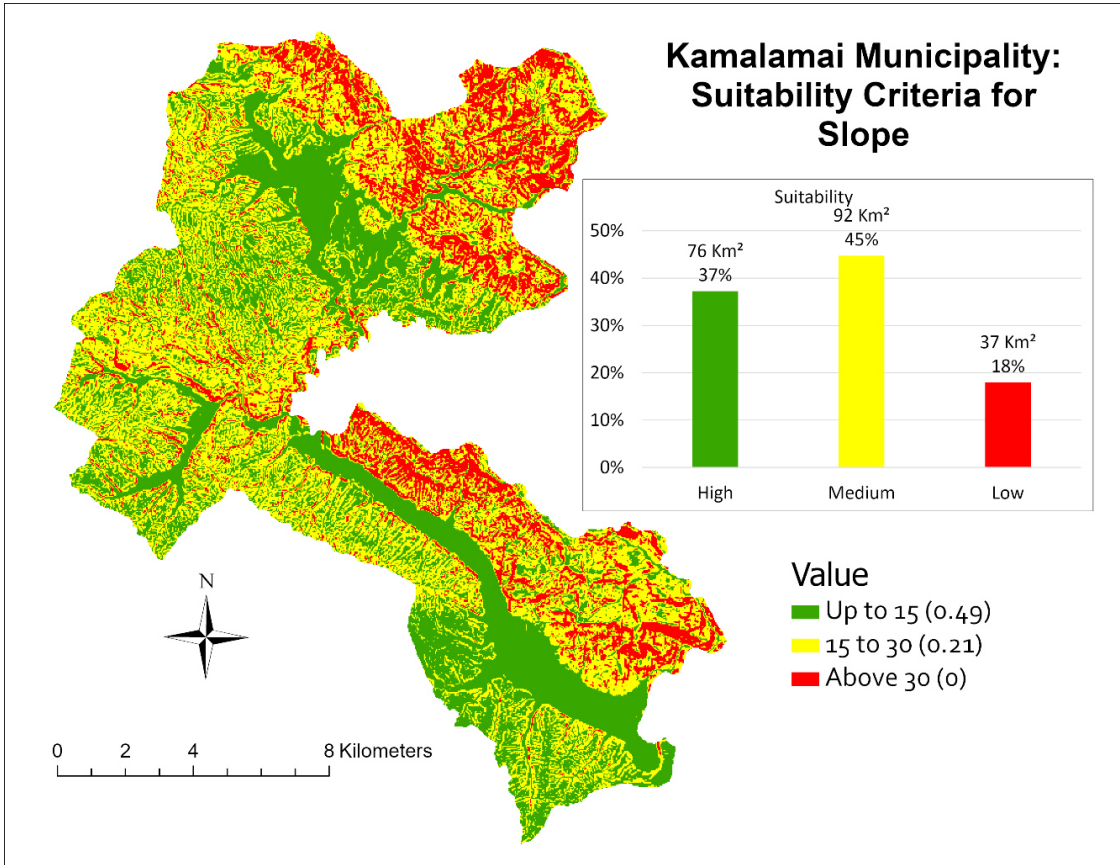 Kamalamai Municipality:
Suitability Criteria for
Slope
Suitability
92 Km²
45%
76 Km²
37%
37 Km²
18%
50%
40%
30%
20%
10%
0%
High Medium Low
N
Value
Up to 15 (0.49)
15 to 30 (0.21)
Above 30 (0)
0 2 4 8 Kilometers